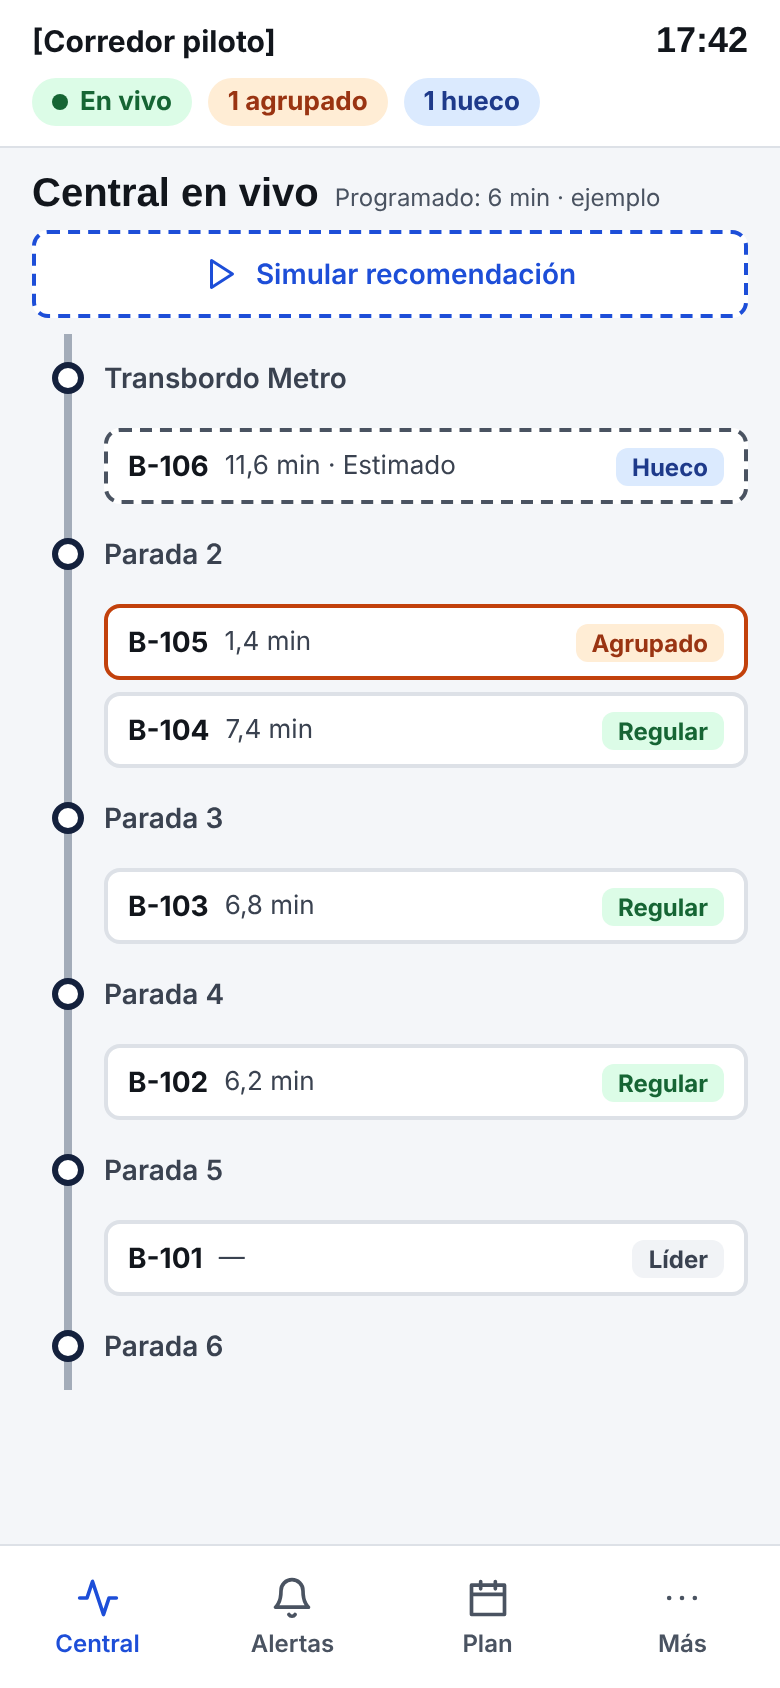 [Corredor piloto] 17:42
En vivo 1 agrupado 1 hueco
Central en vivo Programado: 6 min · ejemplo
Simular recomendación
Transbordo Metro
B-106 11,6 min · Estimado Hueco
Parada 2
B-105 1,4 min Agrupado
B-104 7,4 min Regular
Parada 3
B-103 6,8 min Regular
Parada 4
B-102 6,2 min Regular
Parada 5
B-101 — Líder
Parada 6
Central Alertas Plan Más